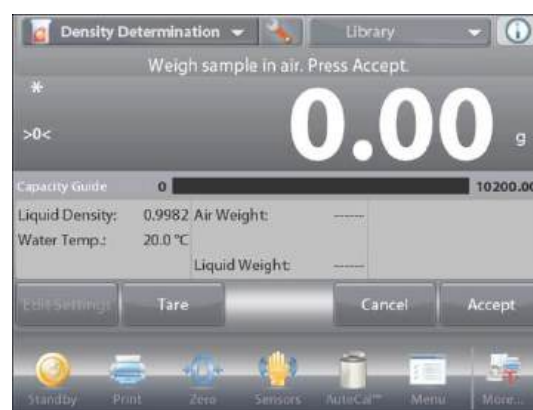 Density Determination Library
Weigh sample in air. Press Accept.
*
>0< 0.00 g
Capacity Guide 0 10200.00
Liquid Density: 0.9982 Air Weight: -------
Water Temp.: 20.0 °C
Liquid Weight: -------
Edit Settings Tare Cancel Accept
Standby Print Zero Sensors AutoCal™ Menu More...